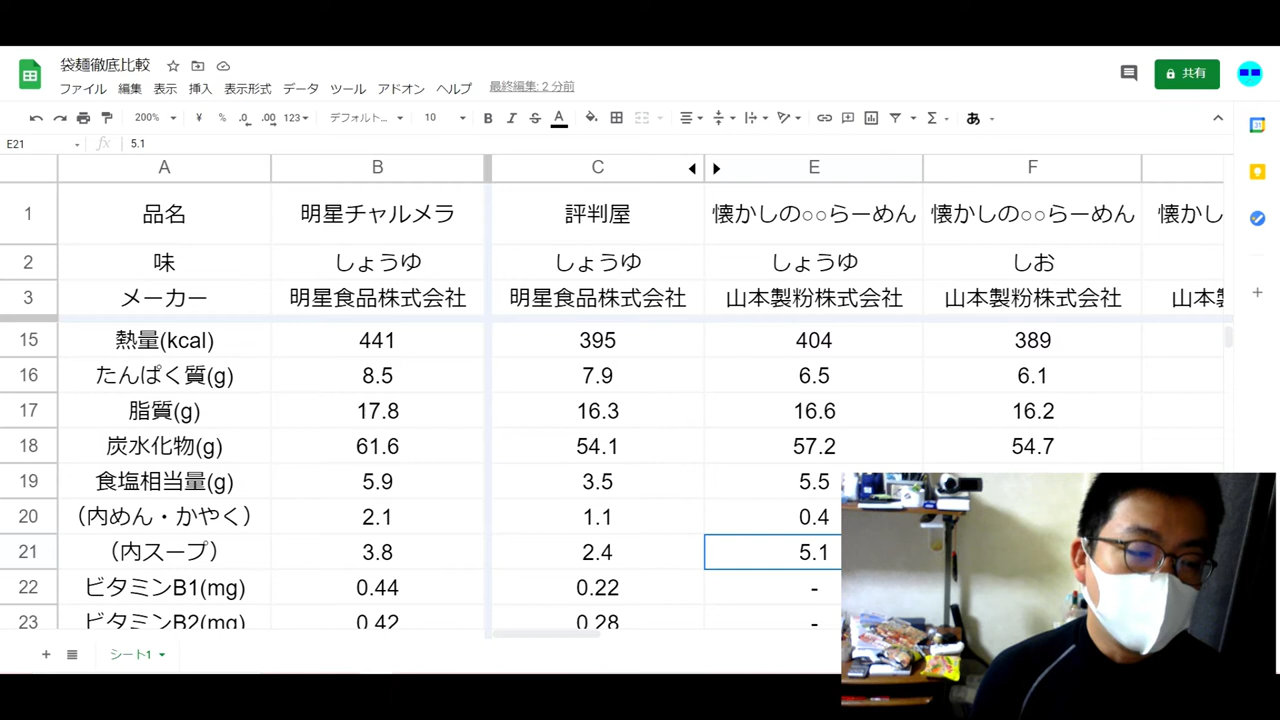 袋麺徹底比較
ファイル 編集 表示 挿入 表示形式 データ ツール アドオン ヘルプ 最終編集: 2 分前
共有
200% ¥ % .0 .00 123 デフォルト... 10 B I S A Σ あ
E21 fx 5.1
A B C E F
1 品名 明星チャルメラ 評判屋 懐かしの○○らーめん 懐かしの○○らーめん 懐かし
2 味 しょうゆ しょうゆ しょうゆ しお
3 メーカー 明星食品株式会社 明星食品株式会社 山本製粉株式会社 山本製粉株式会社 山本
15 熱量(kcal) 441 395 404 389
16 たんぱく質(g) 8.5 7.9 6.5 6.1
17 脂質(g) 17.8 16.3 16.6 16.2
18 炭水化物(g) 61.6 54.1 57.2 54.7
19 食塩相当量(g) 5.9 3.5 5.5
20 （内めん・かやく） 2.1 1.1 0.4
21 （内スープ） 3.8 2.4 5.1
22 ビタミンB1(mg) 0.44 0.22 -
23 ビタミンB2(mg) 0.42 0.28 -
シート1